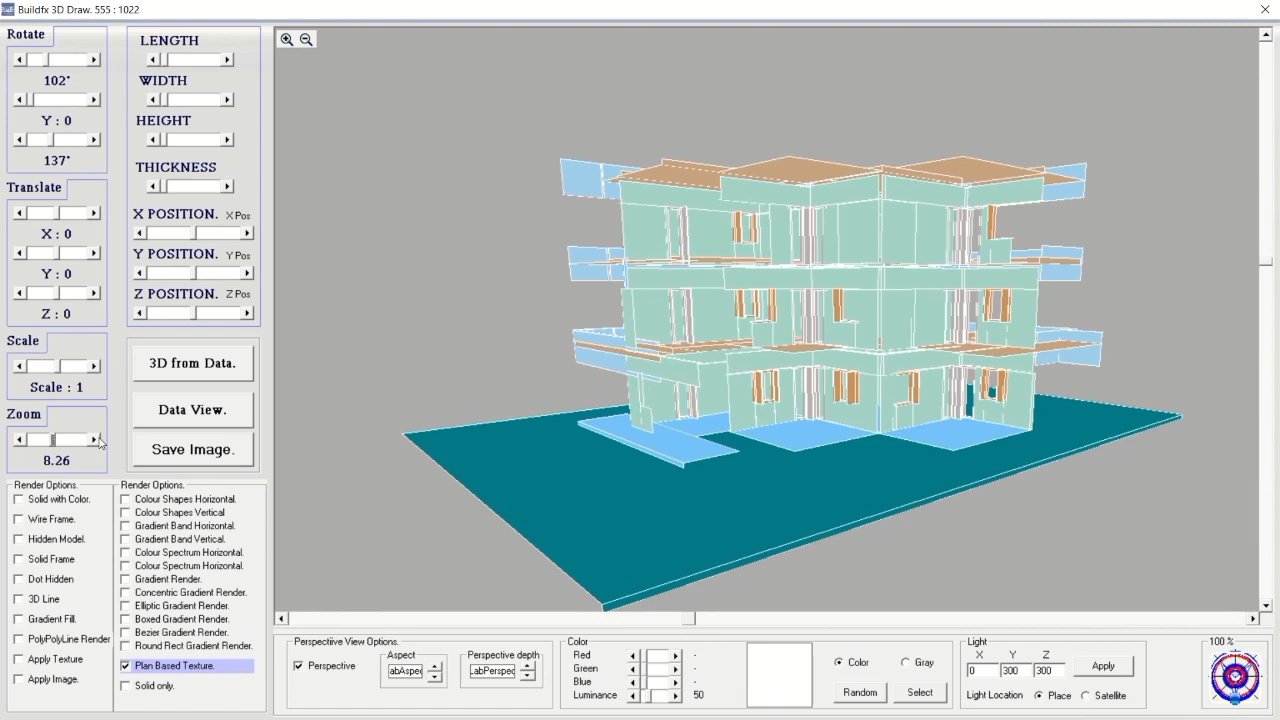 Buildfx 3D Draw. 555 : 1022
Rotate
102°
Y : 0
137°
Translate
X : 0
Y : 0
Z : 0
Scale
Scale : 1
Zoom
8.26
LENGTH
WIDTH
HEIGHT
THICKNESS
X POSITION. X Pos
Y POSITION. Y Pos
Z POSITION. Z Pos
3D from Data.
Data View.
Save Image.
Render Options.
Solid with Color.
Wire Frame.
Hidden Model.
Solid Frame
Dot Hidden
3D Line
Gradient Fill.
PolyPolyLine Render
Apply Texture
Apply Image.
Render Options.
Colour Shapes Horizontal.
Colour Shapes Vertical
Gradient Band Horizontal.
Gradient Band Vertical.
Colour Spectrum Horizontal.
Colour Spectrum Horizontal.
Gradient Render.
Concentric Gradient Render.
Elliptic Gradient Render.
Boxed Gradient Render.
Bezier Gradient Render.
Round Rect Gradient Render.
Plan Based Texture.
Solid only.
Perspective View Options.
Perspective
Aspect
abAspec
Perspective depth
.abPerspec
Color
Red -
Green -
Blue -
Luminance 50
Color Gray
Random Select
Light
X Y Z
0 300 300 Apply
Light Location Place Satellite
100 %